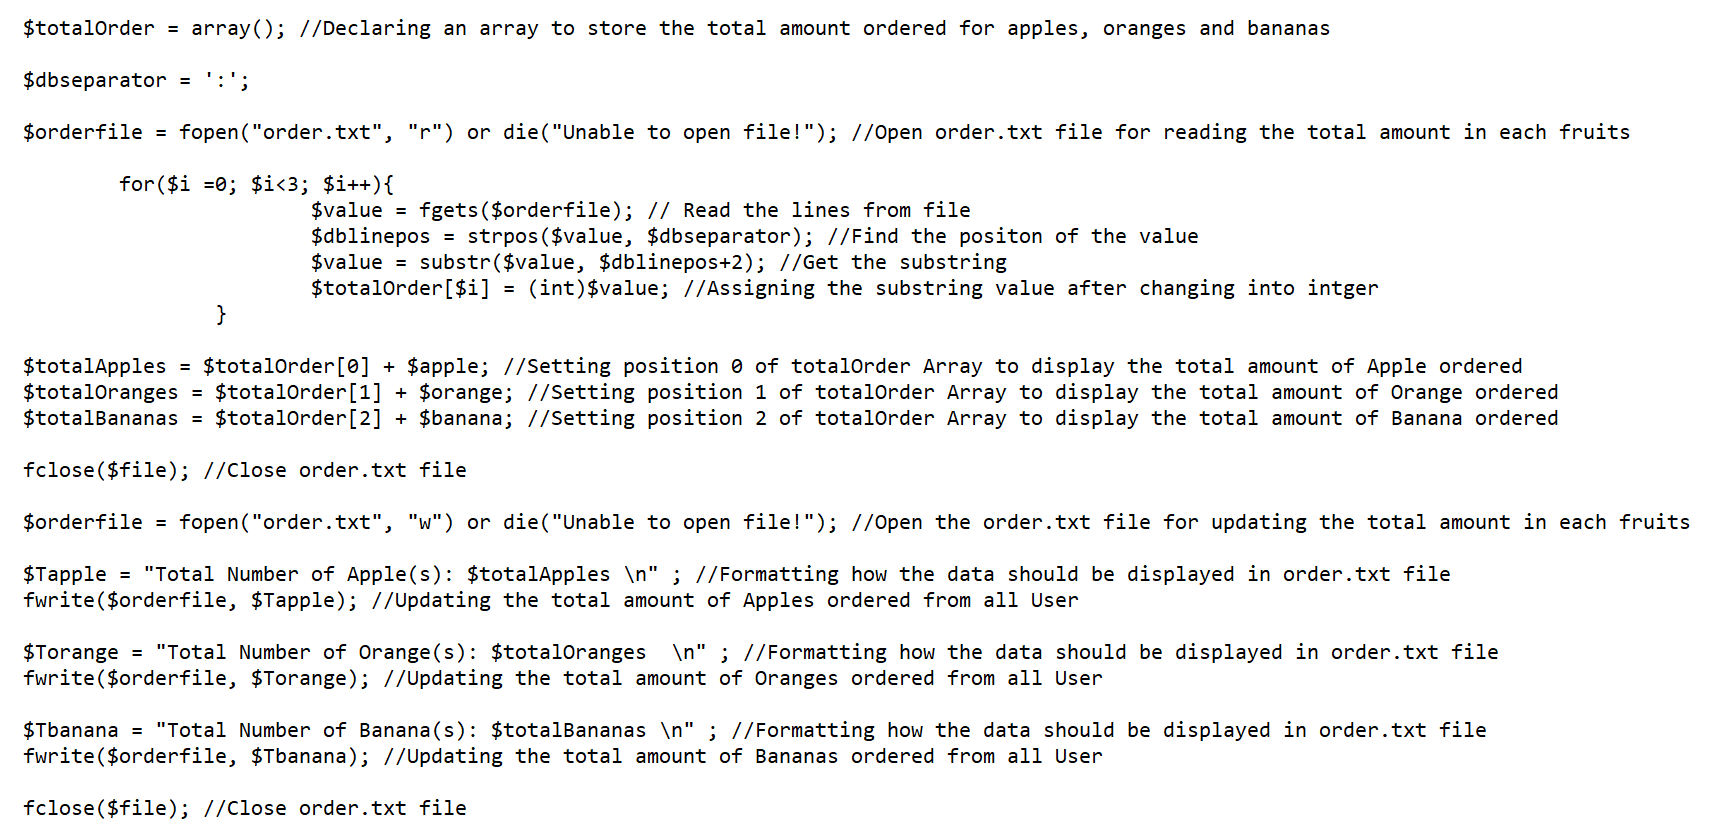 $totalOrder = array(); //Declaring an array to store the total amount ordered for apples, oranges and bananas
$dbseparator = ':';
$orderfile = fopen("order.txt", "r") or die("Unable to open file!"); //Open order.txt file for reading the total amount in each fruits
for($i =0; $i<3; $i++){
$value = fgets($orderfile); // Read the lines from file
$dblinepos = strpos($value, $dbseparator); //Find the positon of the value
$value = substr($value, $dblinepos+2); //Get the substring
$totalOrder[$i] = (int)$value; //Assigning the substring value after changing into intger
}
$totalApples = $totalOrder[0] + $apple; //Setting position 0 of totalOrder Array to display the total amount of Apple ordered
$totalOranges = $totalOrder[1] + $orange; //Setting position 1 of totalOrder Array to display the total amount of Orange ordered
$totalBananas = $totalOrder[2] + $banana; //Setting position 2 of totalOrder Array to display the total amount of Banana ordered
fclose($file); //Close order.txt file
$orderfile = fopen("order.txt", "w") or die("Unable to open file!"); //Open the order.txt file for updating the total amount in each fruits
$Tapple = "Total Number of Apple(s): $totalApples \n" ; //Formatting how the data should be displayed in order.txt file
fwrite($orderfile, $Tapple); //Updating the total amount of Apples ordered from all User
$Torange = "Total Number of Orange(s): $totalOranges  \n" ; //Formatting how the data should be displayed in order.txt file
fwrite($orderfile, $Torange); //Updating the total amount of Oranges ordered from all User
$Tbanana = "Total Number of Banana(s): $totalBananas \n" ; //Formatting how the data should be displayed in order.txt file
fwrite($orderfile, $Tbanana); //Updating the total amount of Bananas ordered from all User
fclose($file); //Close order.txt file